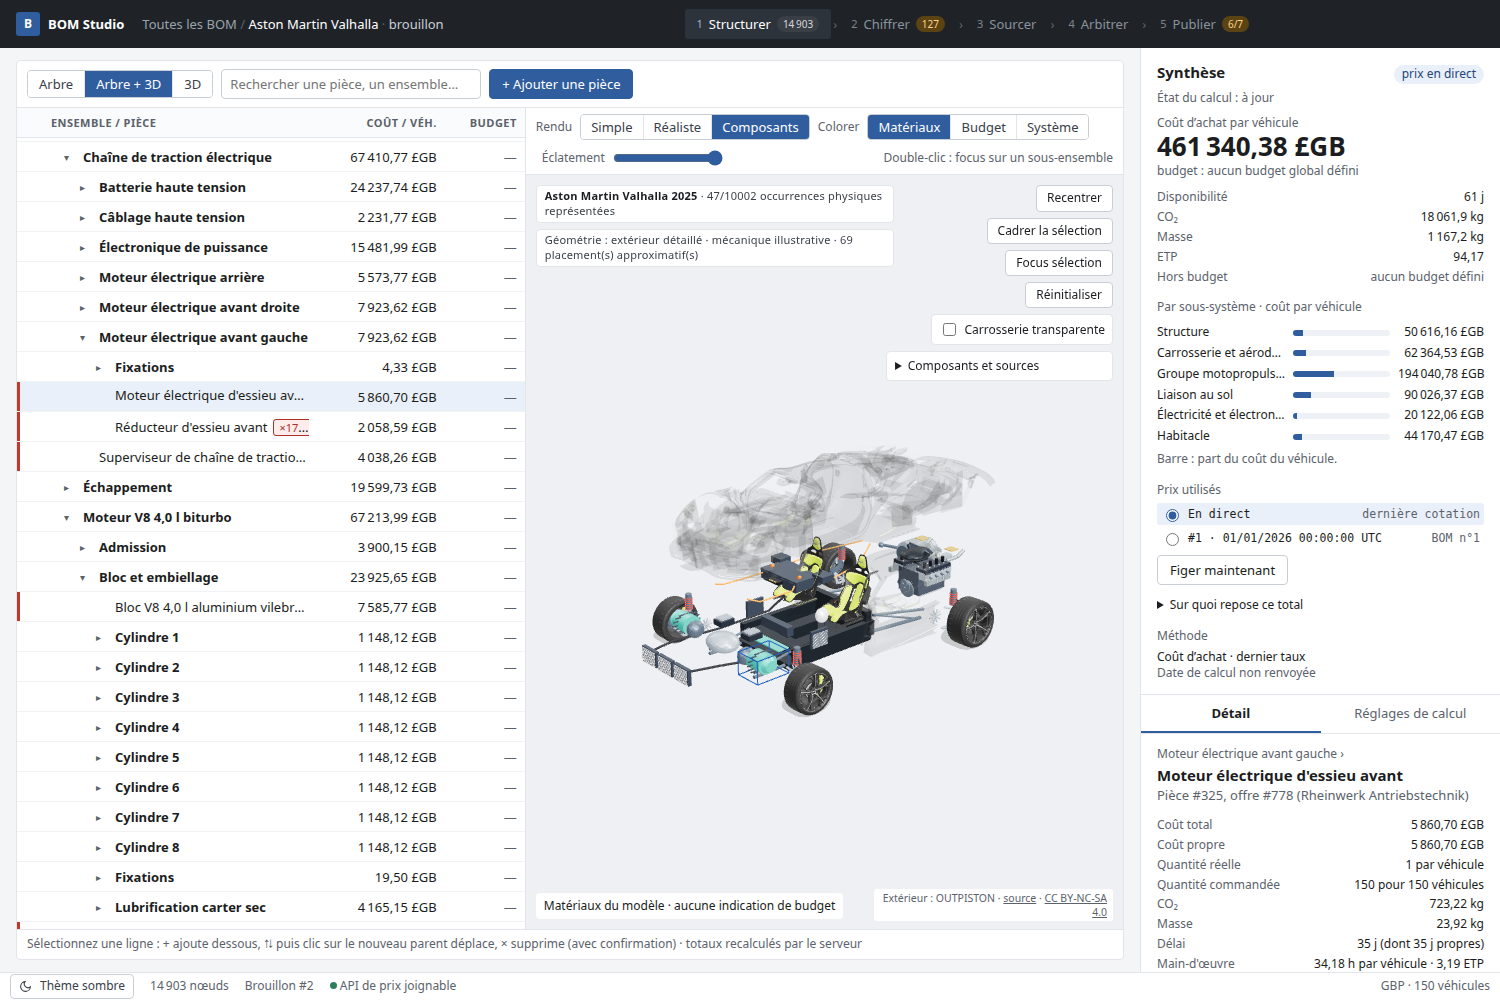 B BOM Studio Toutes les BOM / Aston Martin Valhalla · brouillon 1 Structurer 14 903 › 2 Chiffrer 127 › 3 Sourcer › 4 Arbitrer › 5 Publier 6/7
Arbre Arbre + 3D 3D Rechercher une pièce, un ensemble... + Ajouter une pièce
ENSEMBLE / PIÈCE COÛT / VÉH. BUDGET
Chaîne de traction électrique 67 410,77 £GB —
Batterie haute tension 24 237,74 £GB —
Câblage haute tension 2 231,77 £GB —
Électronique de puissance 15 481,99 £GB —
Moteur électrique arrière 5 573,77 £GB —
Moteur électrique avant droite 7 923,62 £GB —
Moteur électrique avant gauche 7 923,62 £GB —
Fixations 4,33 £GB —
Moteur électrique d'essieu av... 5 860,70 £GB —
Réducteur d'essieu avant ×17... 2 058,59 £GB —
Superviseur de chaîne de tractio... 4 038,26 £GB —
Échappement 19 599,73 £GB —
Moteur V8 4,0 l biturbo 67 213,99 £GB —
Admission 3 900,15 £GB —
Bloc et embiellage 23 925,65 £GB —
Bloc V8 4,0 l aluminium vilebr... 7 585,77 £GB —
Cylindre 1 1 148,12 £GB —
Cylindre 2 1 148,12 £GB —
Cylindre 3 1 148,12 £GB —
Cylindre 4 1 148,12 £GB —
Cylindre 5 1 148,12 £GB —
Cylindre 6 1 148,12 £GB —
Cylindre 7 1 148,12 £GB —
Cylindre 8 1 148,12 £GB —
Fixations 19,50 £GB —
Lubrification carter sec 4 165,15 £GB —
Rendu Simple Réaliste Composants Colorer Matériaux Budget Système
Éclatement Double-clic : focus sur un sous-ensemble
Aston Martin Valhalla 2025 · 47/10002 occurrences physiques
représentées
Géométrie : extérieur détaillé · mécanique illustrative · 69
placement(s) approximatif(s)
Recentrer
Cadrer la sélection
Focus sélection
Réinitialiser
Carrosserie transparente
Composants et sources
Matériaux du modèle · aucune indication de budget
Extérieur : OUTPISTON · source · CC BY-NC-SA
4.0
Sélectionnez une ligne : + ajoute dessous, ⇅ puis clic sur le nouveau parent déplace, × supprime (avec confirmation) · totaux recalculés par le serveur
Synthèse prix en direct
État du calcul : à jour
Coût d’achat par véhicule
461 340,38 £GB
budget : aucun budget global défini
Disponibilité 61 j
CO₂ 18 061,9 kg
Masse 1 167,2 kg
ETP 94,17
Hors budget aucun budget défini
Par sous-système · coût par véhicule
Structure 50 616,16 £GB
Carrosserie et aérod... 62 364,53 £GB
Groupe motopropuls... 194 040,78 £GB
Liaison au sol 90 026,37 £GB
Électricité et électron... 20 122,06 £GB
Habitacle 44 170,47 £GB
Barre : part du coût du véhicule.
Prix utilisés
En direct dernière cotation
#1 · 01/01/2026 00:00:00 UTC BOM n°1
Figer maintenant
Sur quoi repose ce total
Méthode
Coût d’achat · dernier taux
Date de calcul non renvoyée
Détail Réglages de calcul
Moteur électrique avant gauche ›
Moteur électrique d'essieu avant
Pièce #325, offre #778 (Rheinwerk Antriebstechnik)
Coût total 5 860,70 £GB
Coût propre 5 860,70 £GB
Quantité réelle 1 par véhicule
Quantité commandée 150 pour 150 véhicules
CO₂ 723,22 kg
Masse 23,92 kg
Délai 35 j (dont 35 j propres)
Main-d'œuvre 34,18 h par véhicule · 3,19 ETP
Thème sombre 14 903 nœuds Brouillon #2 API de prix joignable GBP · 150 véhicules